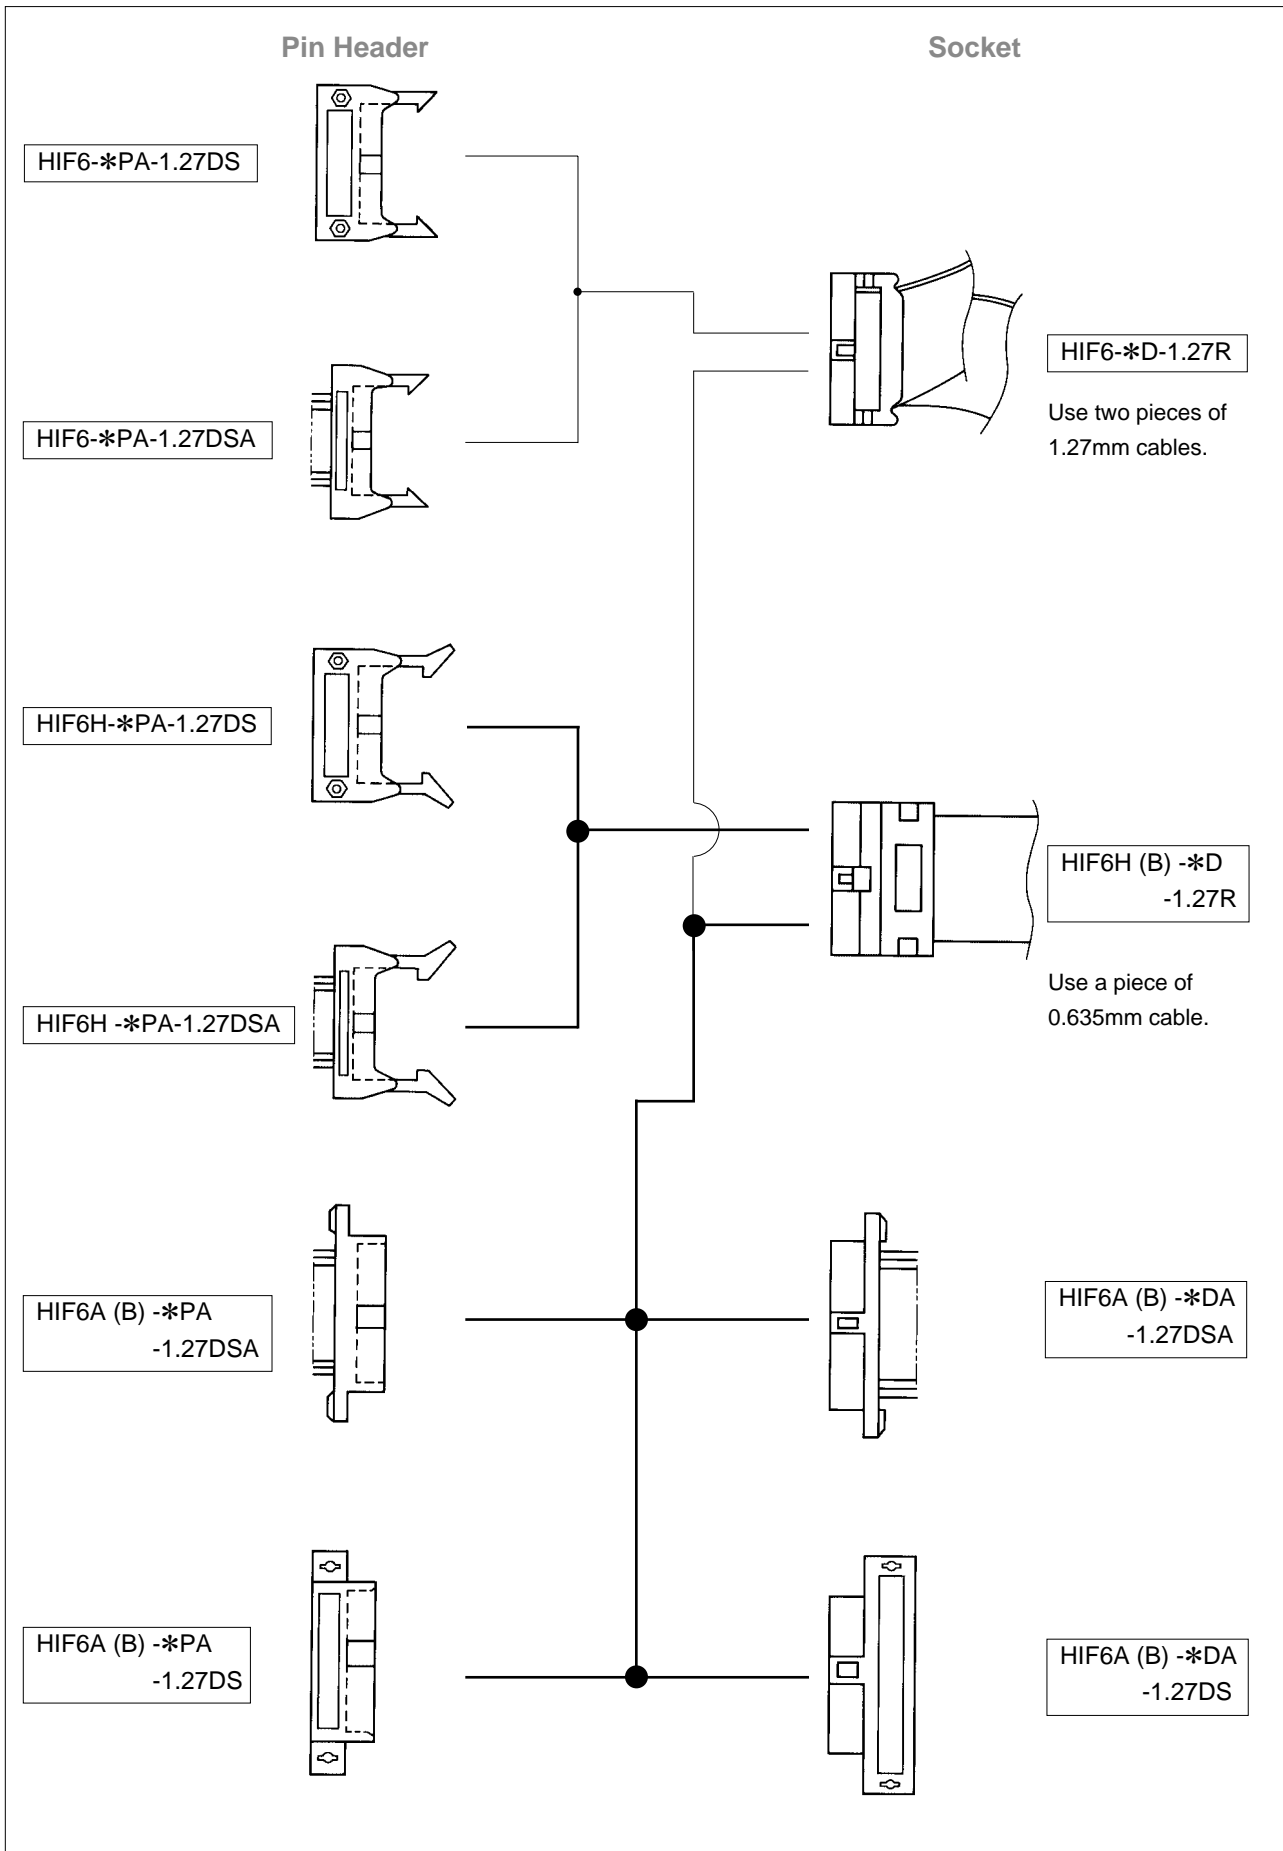 Pin Header
Socket
HIF6-✻PA-1.27DS
HIF6-✻D-1.27R
Use two pieces of
1.27mm cables.
HIF6-✻PA-1.27DSA
HIF6H-✻PA-1.27DS
HIF6H (B) -✻D
-1.27R
Use a piece of
0.635mm cable.
HIF6H -✻PA-1.27DSA
HIF6A (B) -✻PA
-1.27DSA
HIF6A (B) -✻DA
-1.27DSA
HIF6A (B) -✻PA
-1.27DS
HIF6A (B) -✻DA
-1.27DS